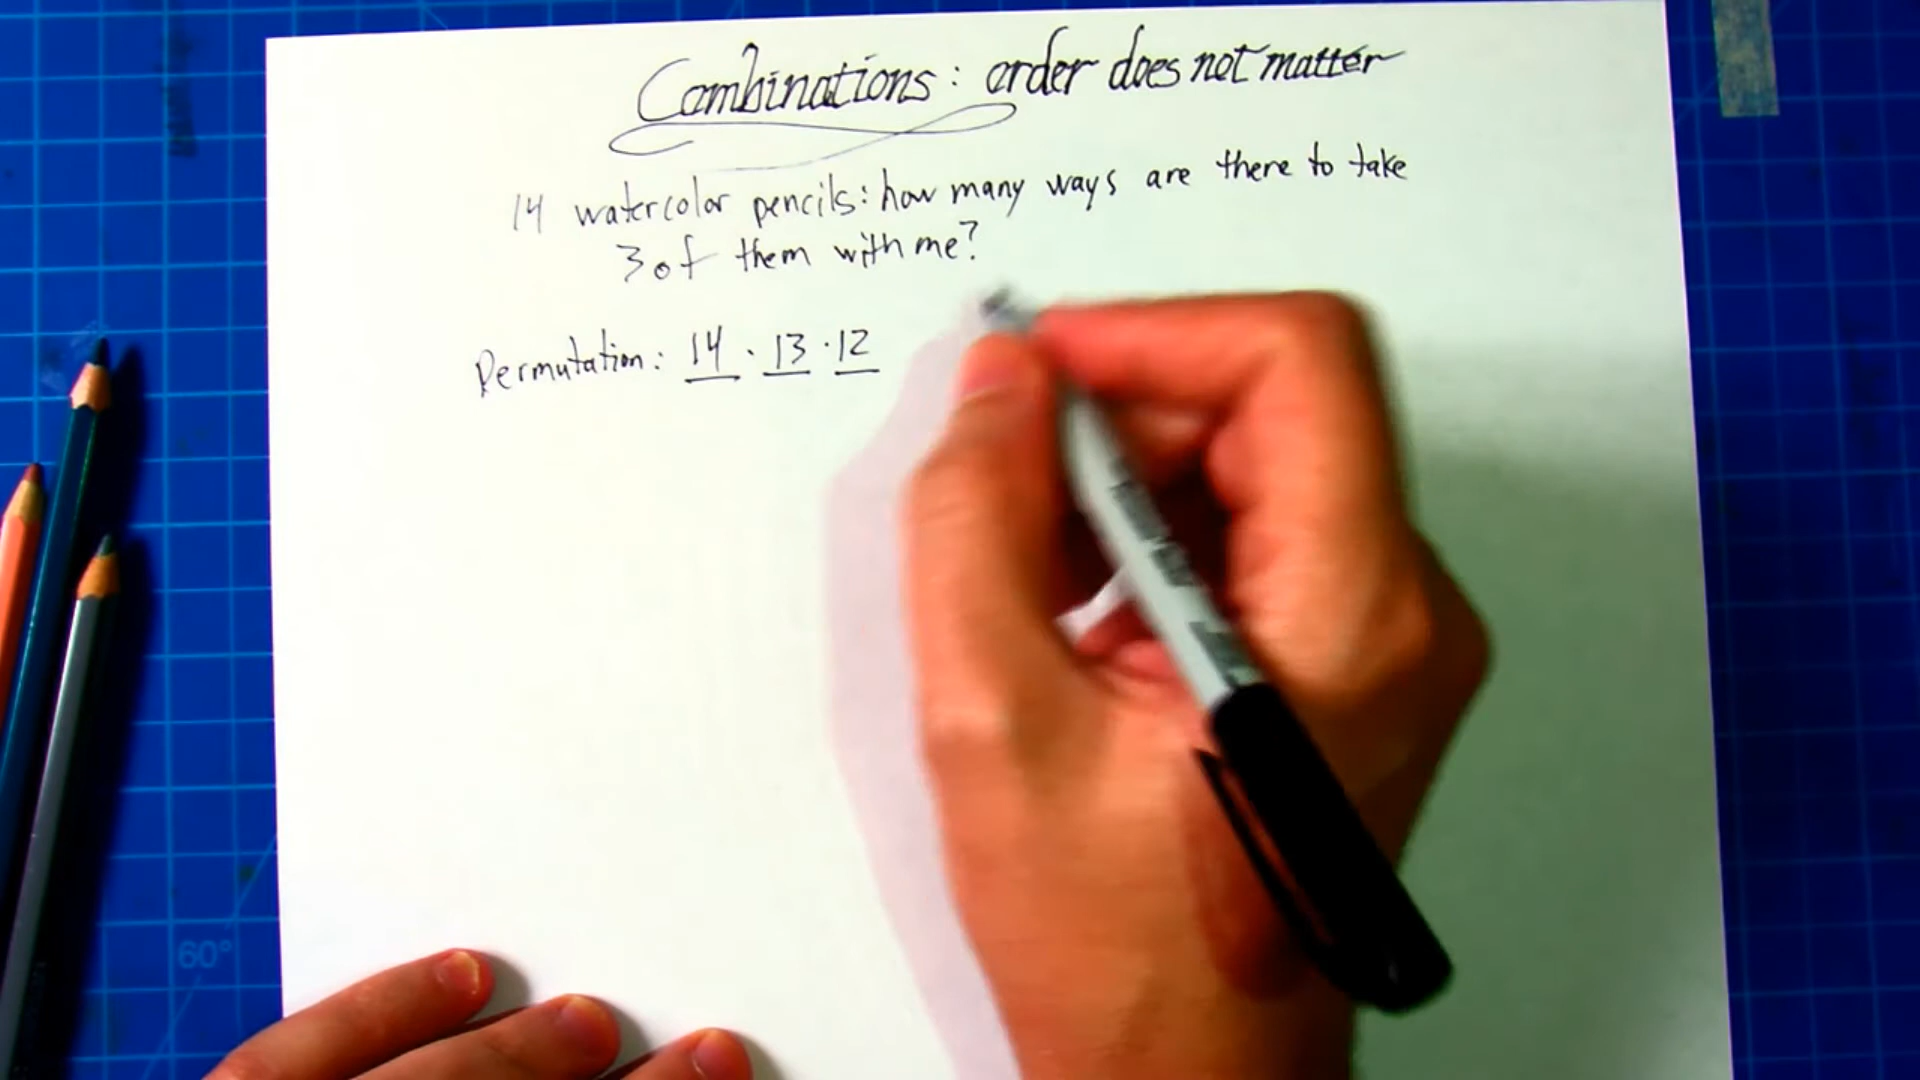 Combinations: order does not matter
14 watercolor pencils: how many ways are there to take
3 of them with me?
Permutation: 14 · 13 · 12
60°